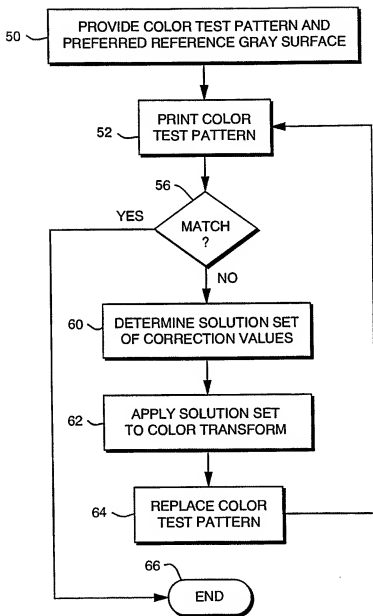 50
PROVIDE COLOR TEST PATTERN AND
PREFERRED REFERENCE GRAY SURFACE
52
PRINT COLOR
TEST PATTERN
56
YES
MATCH
?
NO
60
DETERMINE SOLUTION SET
OF CORRECTION VALUES
62
APPLY SOLUTION SET
TO COLOR TRANSFORM
64
REPLACE COLOR
TEST PATTERN
66
END